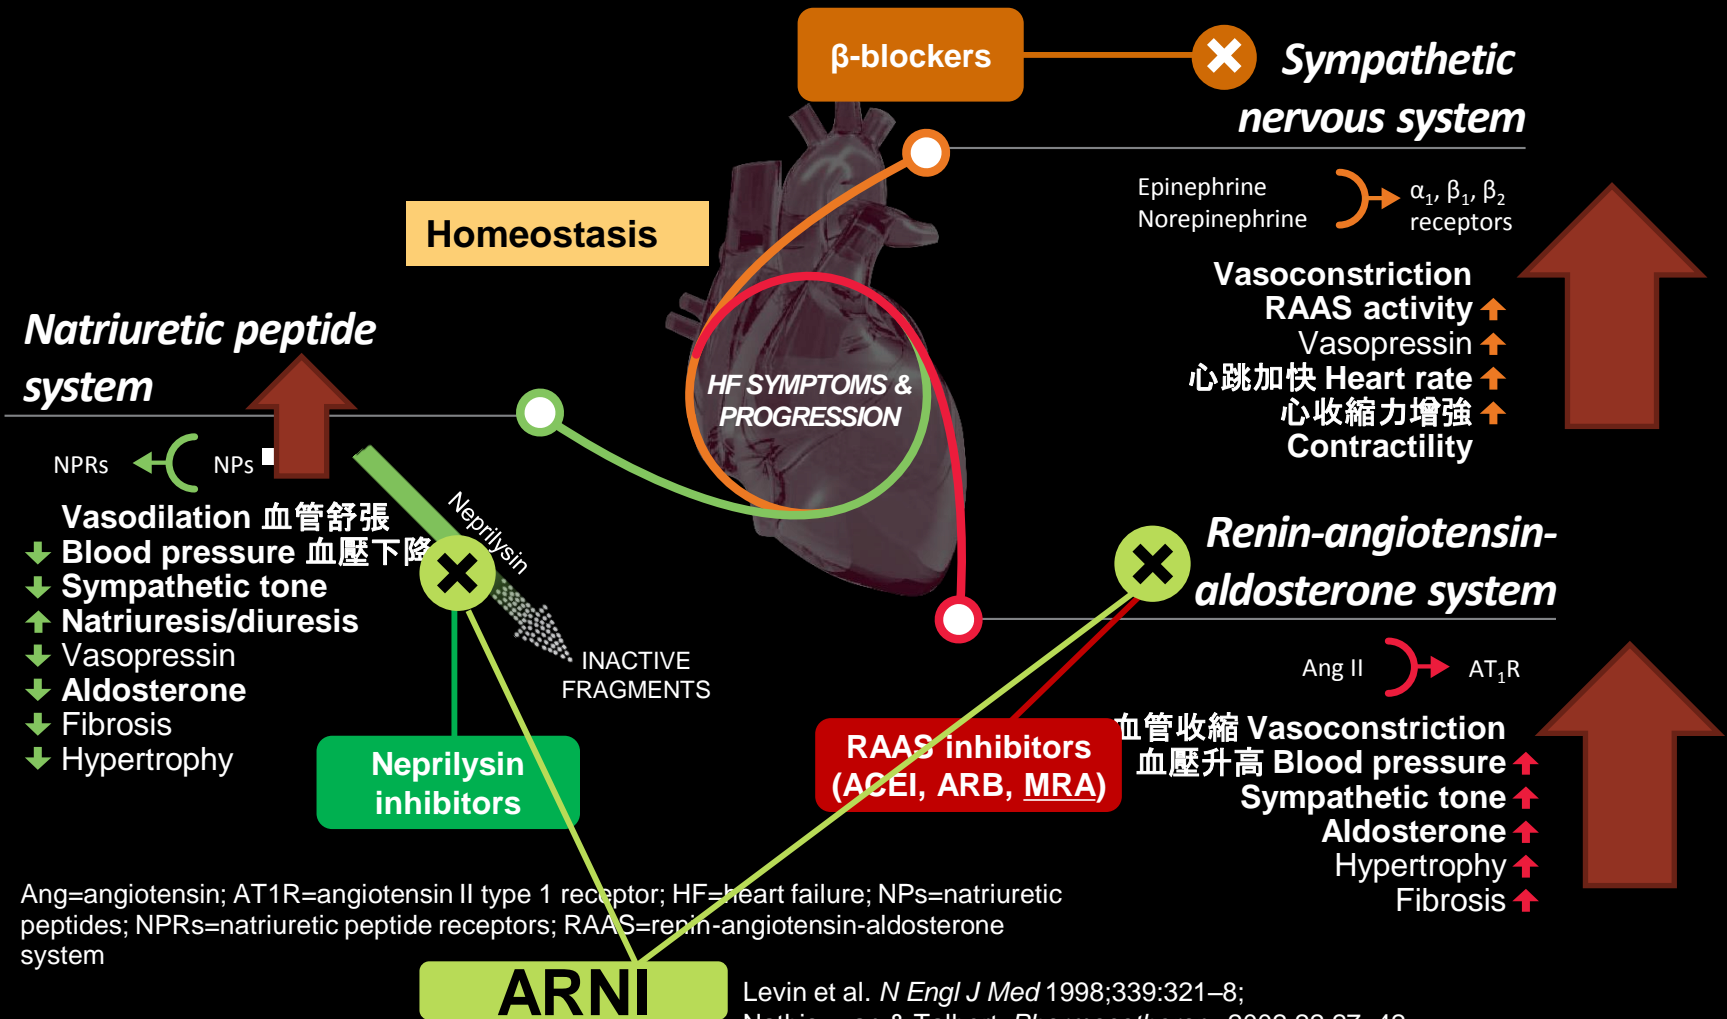 β-blockers
Sympathetic
nervous system
Epinephrine
Norepinephrine
α₁, β₁, β₂
receptors
Homeostasis
Vasoconstriction
RAAS activity
Vasopressin
心跳加快 Heart rate
心收縮力增強
Contractility
Natriuretic peptide
system
HF SYMPTOMS &
PROGRESSION
NPRs
NPs
Neprilysin
Vasodilation 血管舒張
Blood pressure 血壓下降
Sympathetic tone
Natriuresis/diuresis
Vasopressin
Aldosterone
Fibrosis
Hypertrophy
INACTIVE
FRAGMENTS
Neprilysin
inhibitors
Renin-angiotensin-
aldosterone system
Ang II
AT₁R
RAAS inhibitors
(ACEI, ARB, MRA)
血管收縮 Vasoconstriction
血壓升高 Blood pressure
Sympathetic tone
Aldosterone
Hypertrophy
Fibrosis
Ang=angiotensin; AT1R=angiotensin II type 1 receptor; HF=heart failure; NPs=natriuretic
peptides; NPRs=natriuretic peptide receptors; RAAS=renin-angiotensin-aldosterone
system
ARNI
Levin et al. N Engl J Med 1998;339:321–8;